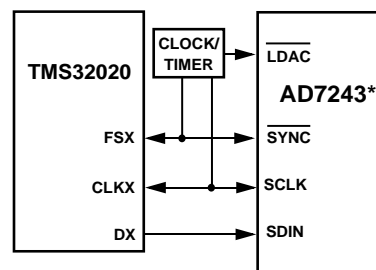 CLOCK/
TIMER
TMS32020
LDAC
AD7243*
FSX
SYNC
CLKX
SCLK
DX
SDIN